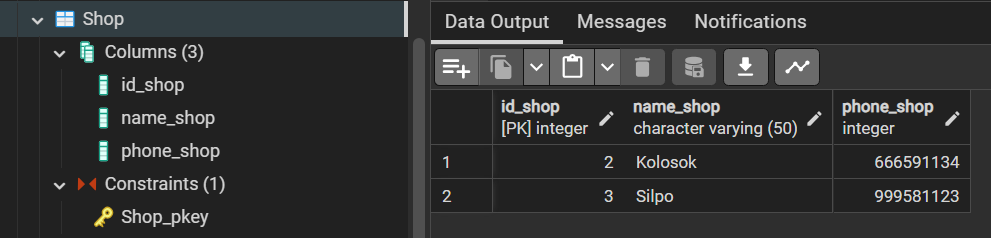 Shop
Columns (3)
id_shop
name_shop
phone_shop
Constraints (1)
Shop_pkey
Data Output Messages Notifications
id_shop name_shop phone_shop
[PK] integer character varying (50) integer
1 2 Kolosok 666591134
2 3 Silpo 999581123